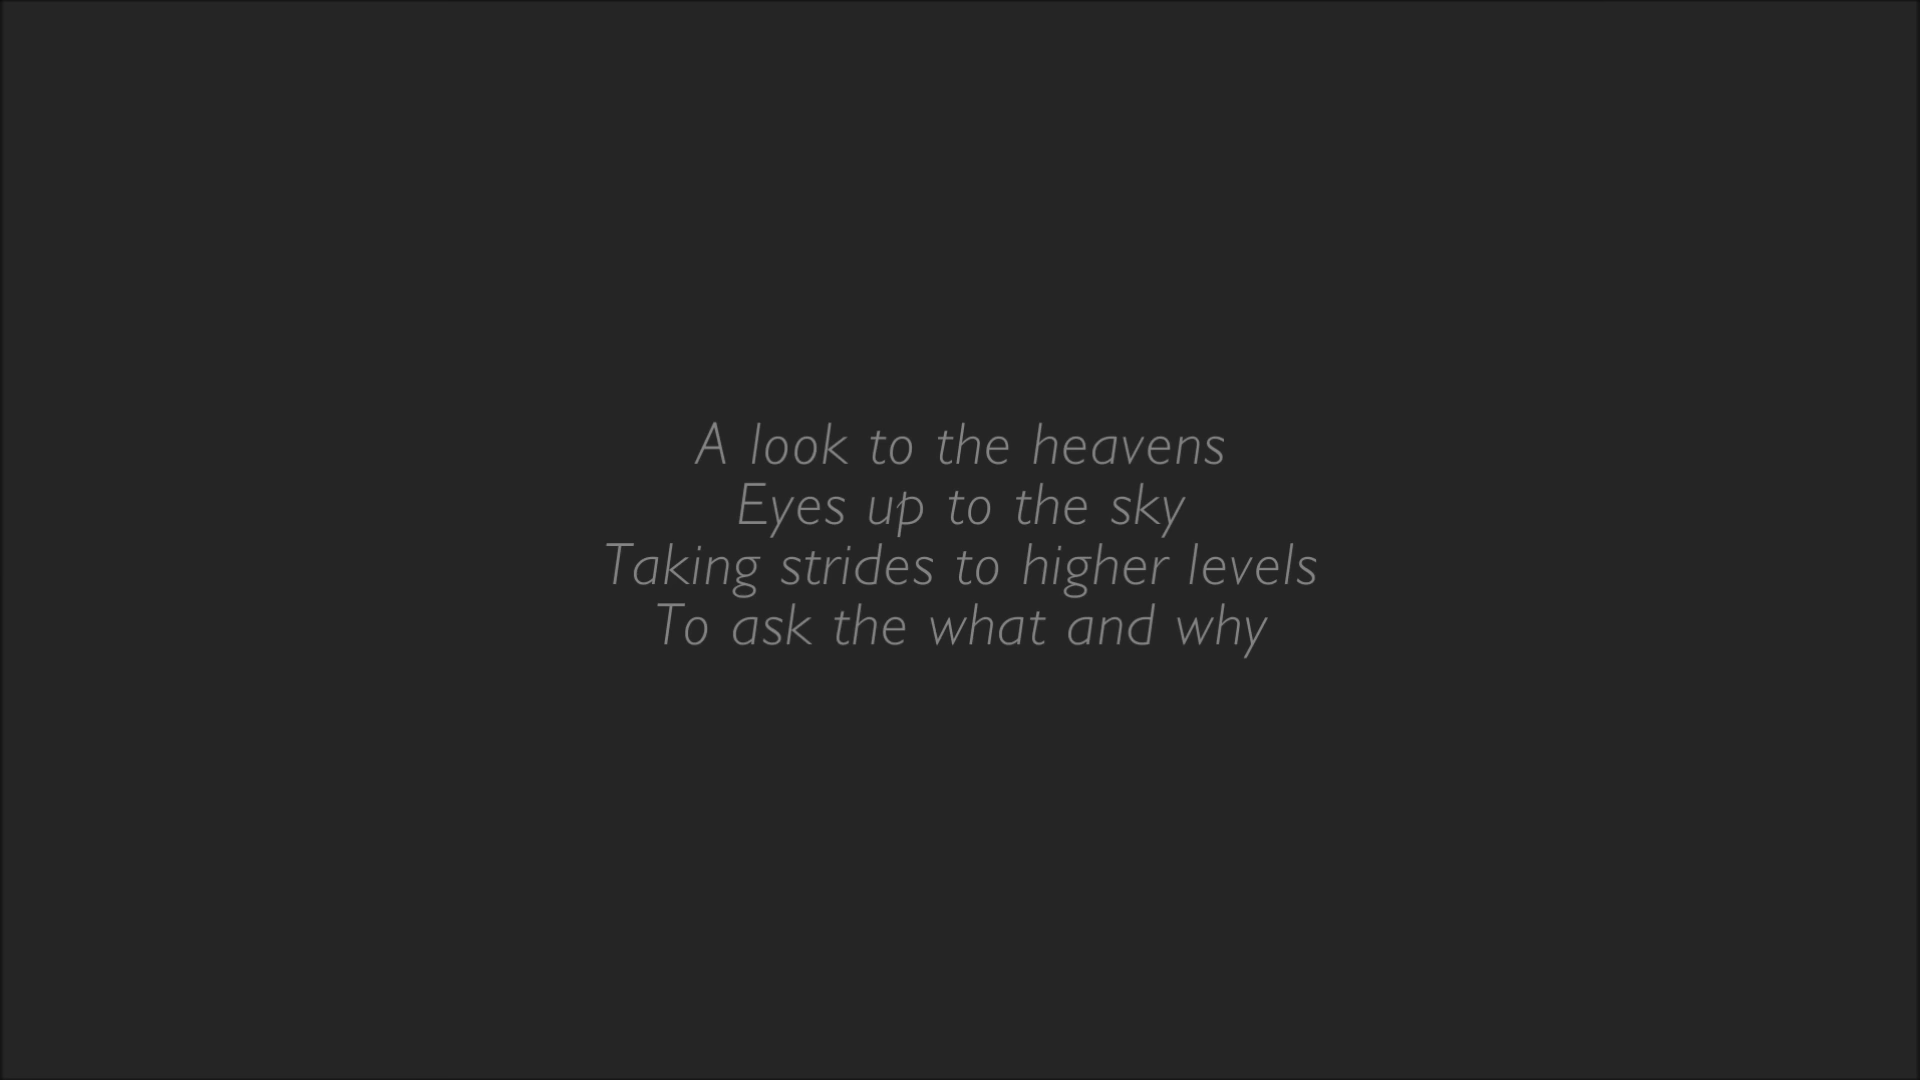 A look to the heavens
Eyes up to the sky
Taking strides to higher levels
To ask the what and why